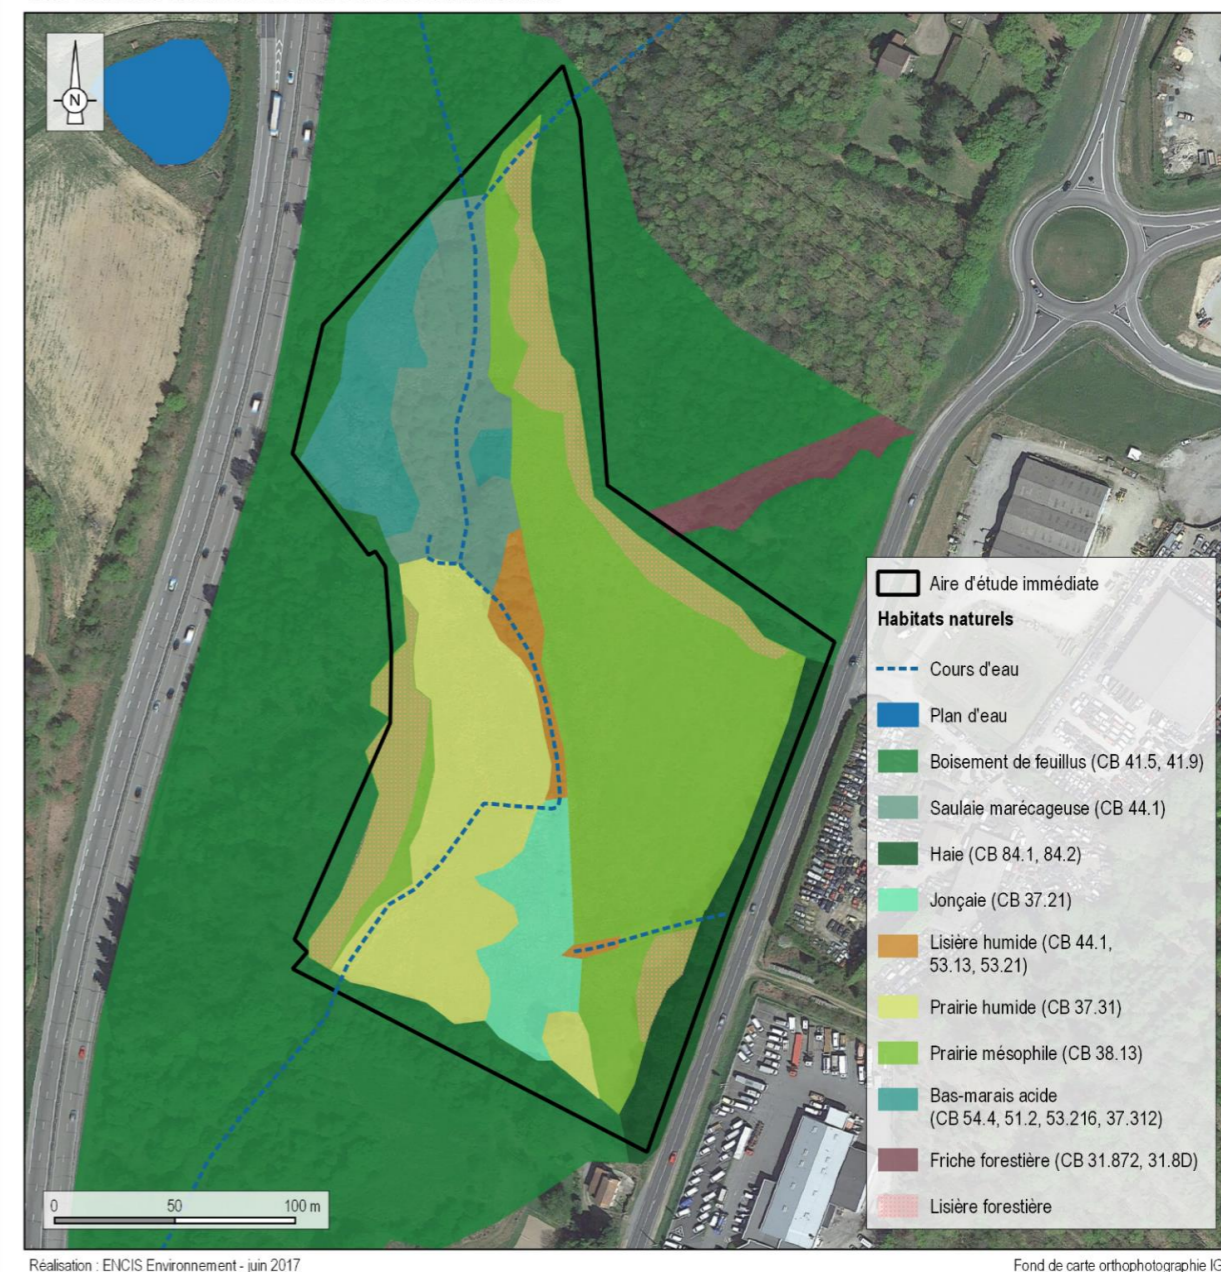 N
Aire d'étude immédiate
Habitats naturels
Cours d'eau
Plan d'eau
Boisement de feuillus (CB 41.5, 41.9)
Saulaie marécageuse (CB 44.1)
Haie (CB 84.1, 84.2)
Jonçaie (CB 37.21)
Lisière humide (CB 44.1,
53.13, 53.21)
Prairie humide (CB 37.31)
Prairie mésophile (CB 38.13)
Bas-marais acide
(CB 54.4, 51.2, 53.216, 37.312)
Friche forestière (CB 31.872, 31.8D)
Lisière forestière
0 50 100 m
Réalisation : ENCIS Environnement - juin 2017
Fond de carte orthophotographie